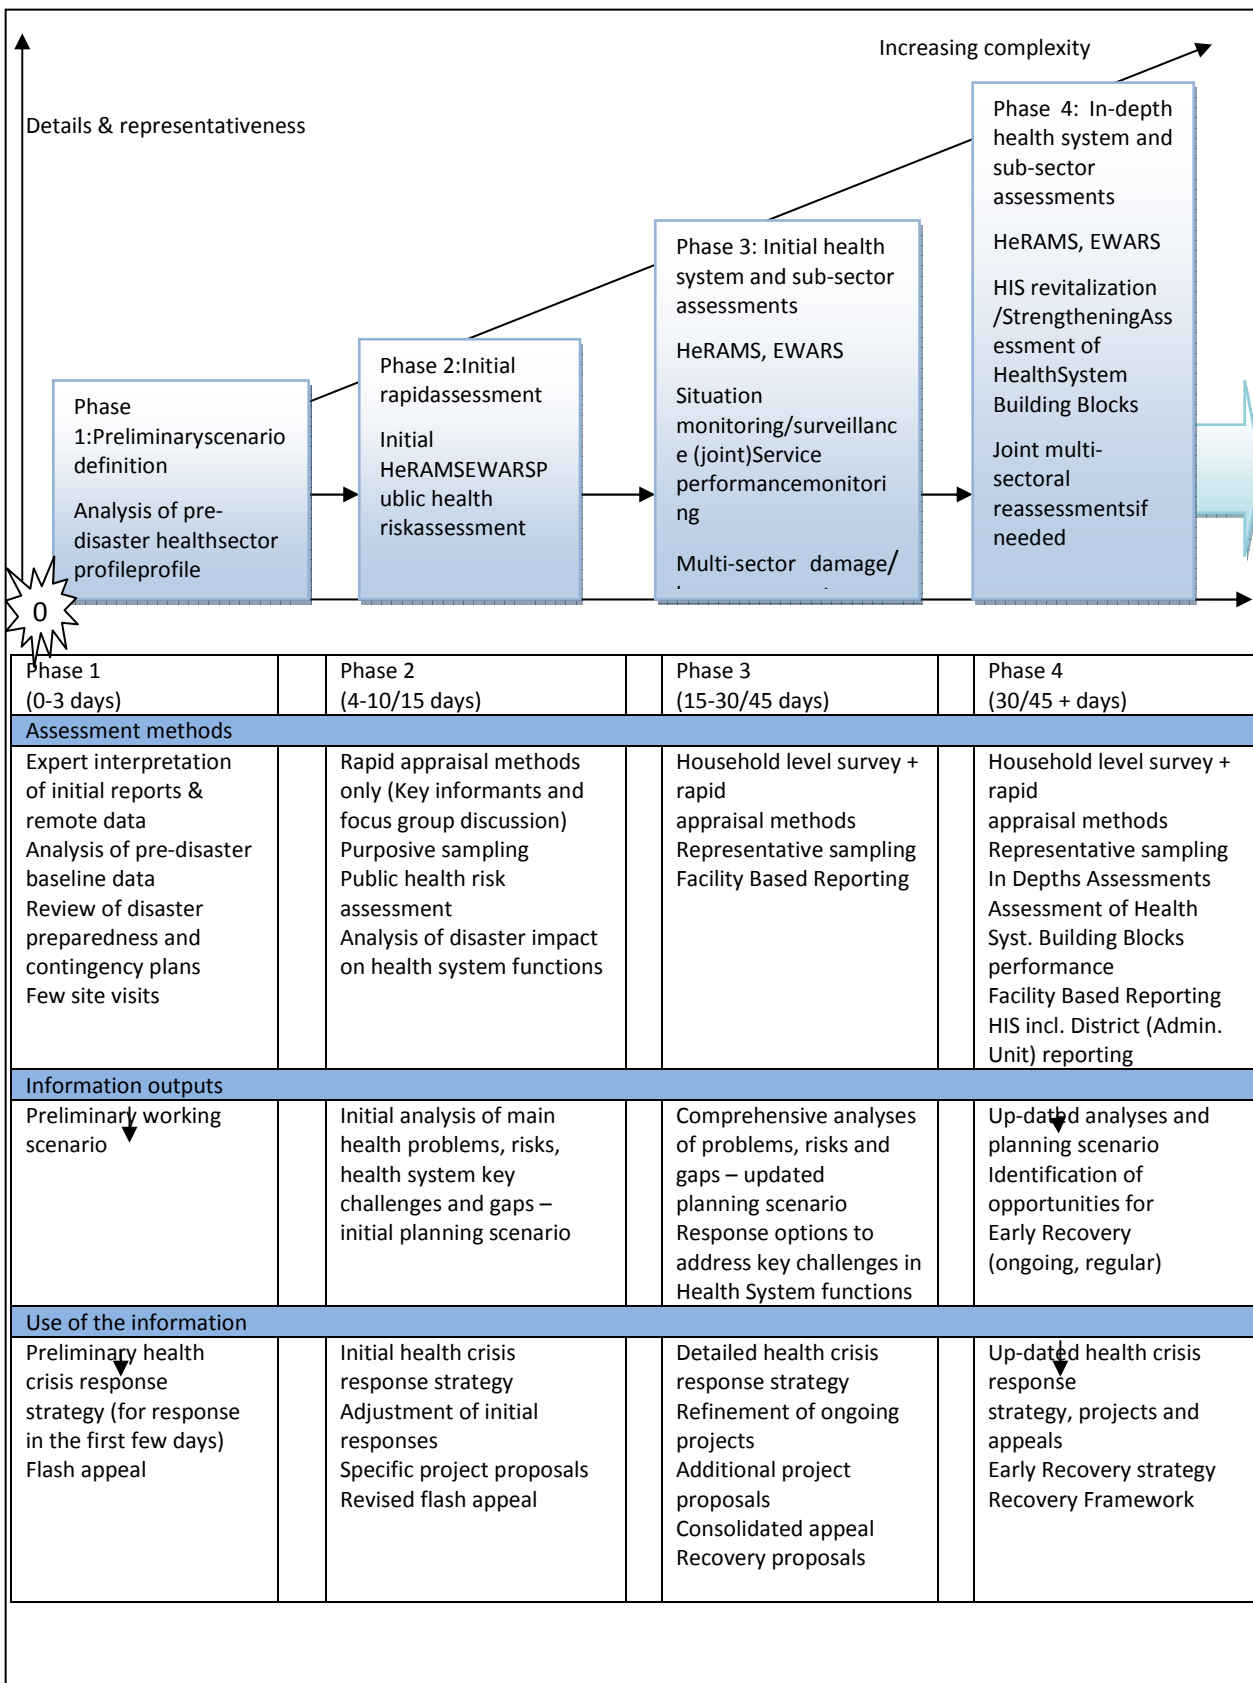 Increasing complexity
Details & representativeness
Phase
1:Preliminaryscenario
definition
Analysis of pre-
disaster healthsector
profileprofile
Phase 2:Initial
rapidassessment
Initial
HeRAMSEWARSP
ublic health
riskassessment
Phase 3: Initial health
system and sub-sector
assessments
HeRAMS, EWARS
Situation
monitoring/surveillanc
e (joint)Service
performancemonitori
ng
Multi-sector damage/
Phase 4: In-depth
health system and
sub-sector
assessments
HeRAMS, EWARS
HIS revitalization
/StrengtheningAss
essment of
HealthSystem
Building Blocks
Joint multi-
sectoral
reassessmentsif
needed
0
Phase 1
(0-3 days)
Phase 2
(4-10/15 days)
Phase 3
(15-30/45 days)
Phase 4
(30/45 + days)
Assessment methods
Expert interpretation
of initial reports &
remote data
Analysis of pre-disaster
baseline data
Review of disaster
preparedness and
contingency plans
Few site visits
Rapid appraisal methods
only (Key informants and
focus group discussion)
Purposive sampling
Public health risk
assessment
Analysis of disaster impact
on health system functions
Household level survey +
rapid
appraisal methods
Representative sampling
Facility Based Reporting
Household level survey +
rapid
appraisal methods
Representative sampling
In Depths Assessments
Assessment of Health
Syst. Building Blocks
performance
Facility Based Reporting
HIS incl. District (Admin.
Unit) reporting
Information outputs
Preliminary working
scenario
Initial analysis of main
health problems, risks,
health system key
challenges and gaps –
initial planning scenario
Comprehensive analyses
of problems, risks and
gaps – updated
planning scenario
Response options to
address key challenges in
Health System functions
Up-dated analyses and
planning scenario
Identification of
opportunities for
Early Recovery
(ongoing, regular)
Use of the information
Preliminary health
crisis response
strategy (for response
in the first few days)
Flash appeal
Initial health crisis
response strategy
Adjustment of initial
responses
Specific project proposals
Revised flash appeal
Detailed health crisis
response strategy
Refinement of ongoing
projects
Additional project
proposals
Consolidated appeal
Recovery proposals
Up-dated health crisis
response
strategy, projects and
appeals
Early Recovery strategy
Recovery Framework